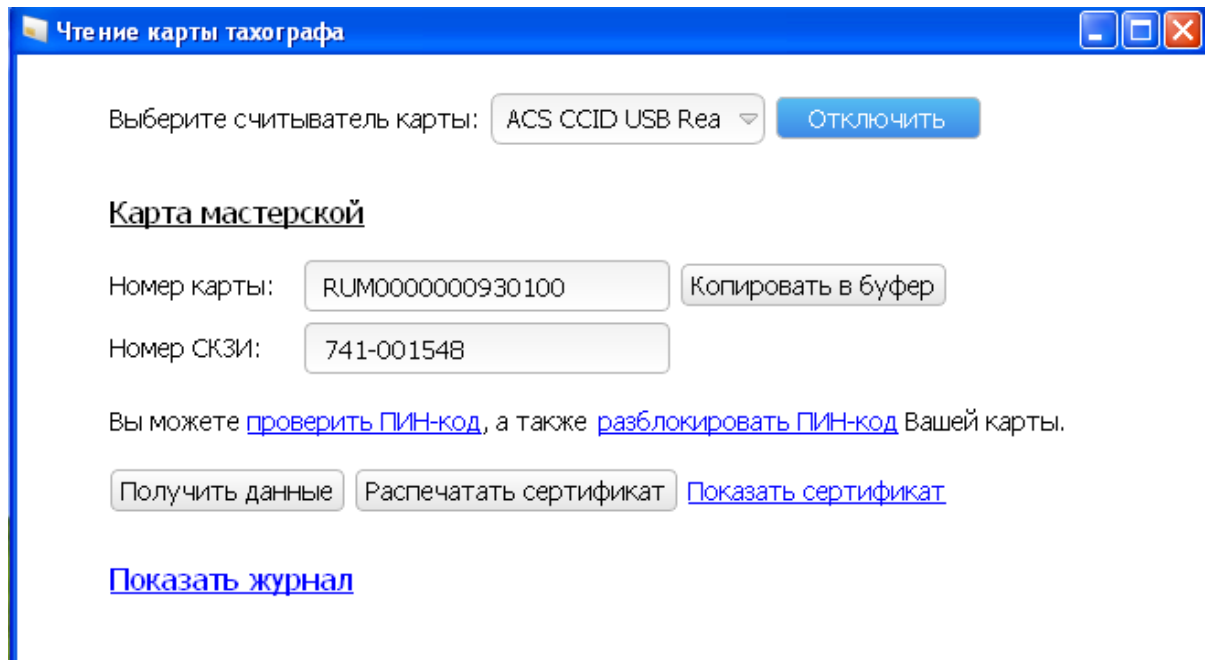 Чтение карты тахографа
Выберите считыватель карты: ACS CCID USB Rea Отключить
Карта мастерской
Номер карты: RUM0000000930100 Копировать в буфер
Номер СКЗИ: 741-001548
Вы можете проверить ПИН-код, а также разблокировать ПИН-код Вашей карты.
Получить данные Распечатать сертификат Показать сертификат
Показать журнал